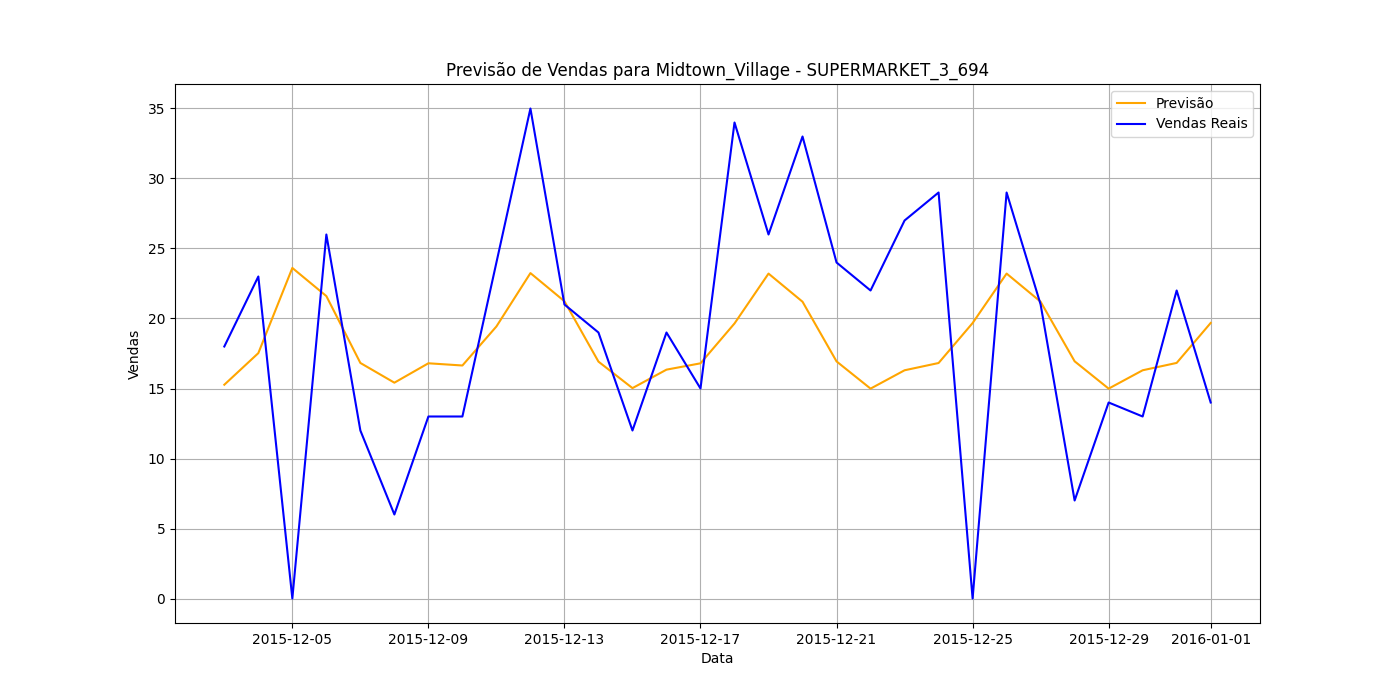 Previsão de Vendas para Midtown_Village - SUPERMARKET_3_694
Previsão
Vendas Reais
Vendas
35
30
25
20
15
10
5
0
2015-12-05 2015-12-09 2015-12-13 2015-12-17 2015-12-21 2015-12-25 2015-12-29 2016-01-01
Data